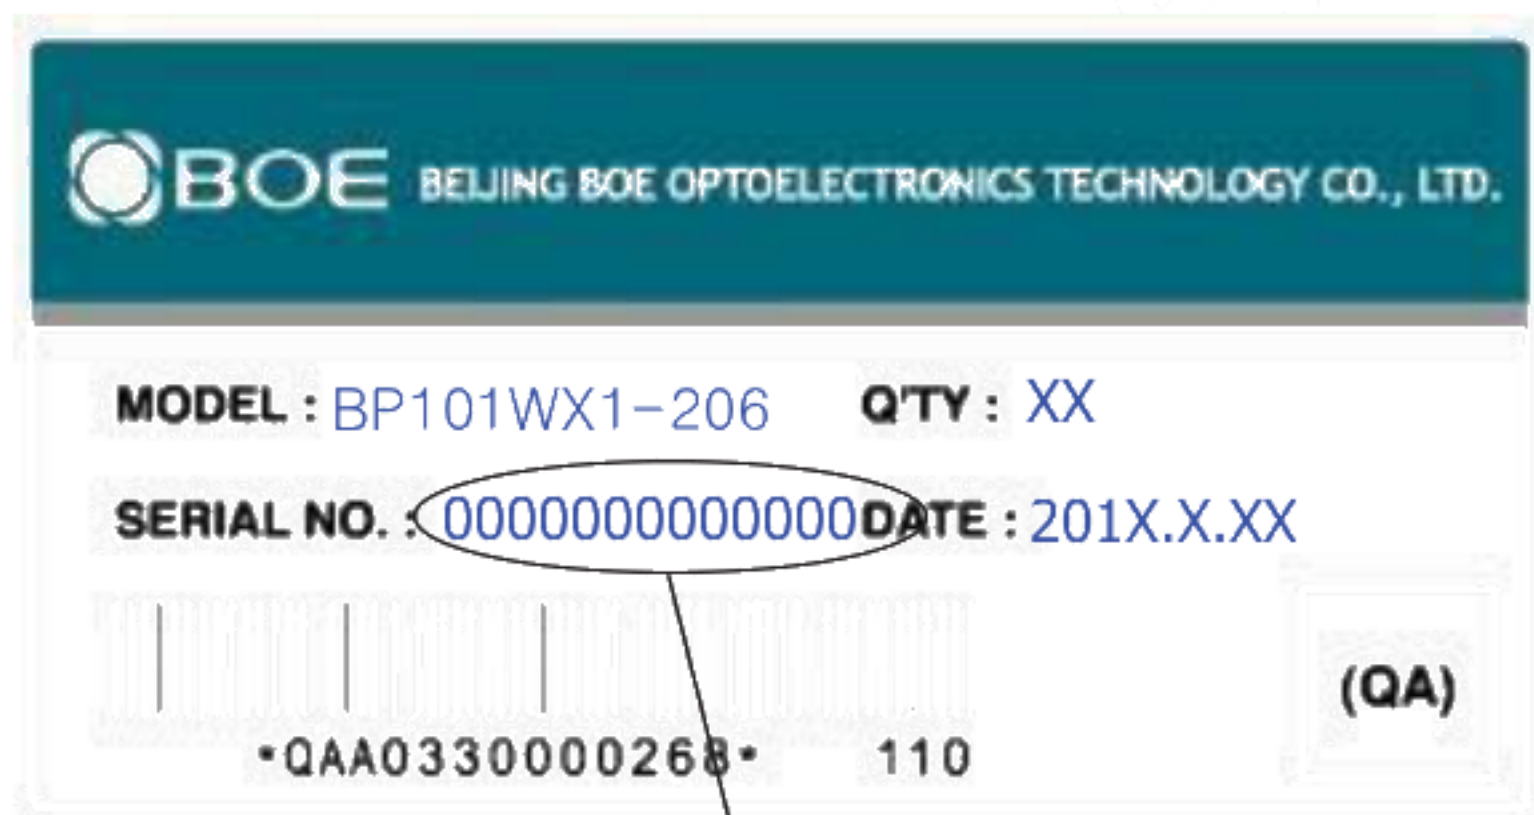 BOE BEIJING BOE OPTOELECTRONICS TECHNOLOGY CO., LTD.
MODEL : BP101WX1-206 Q'TY : XX
SERIAL NO. : 0000000000000 DATE : 201X.X.XX
(QA)
*QAA0330000268* 110